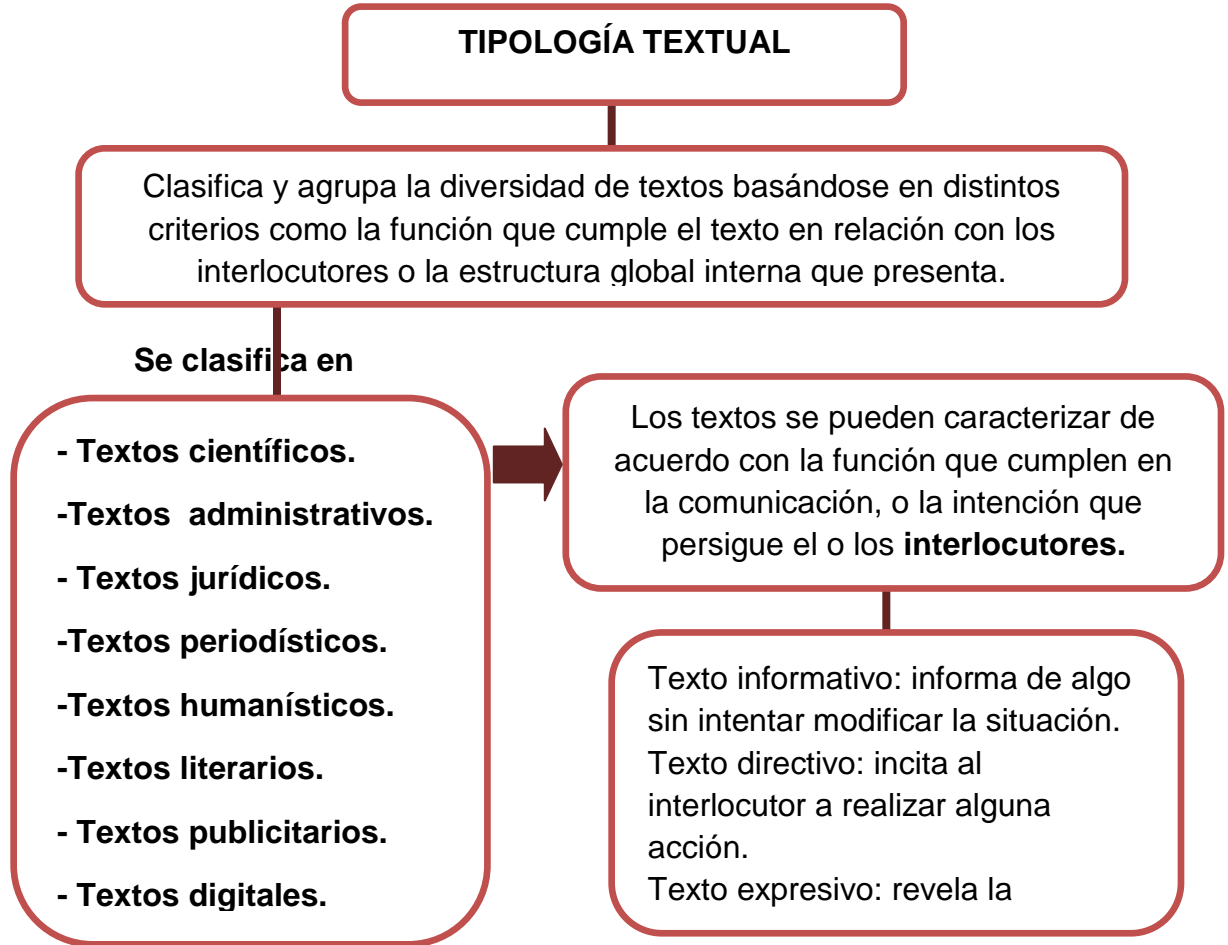 TIPOLOGÍA TEXTUAL
Clasifica y agrupa la diversidad de textos basándose en distintos
criterios como la función que cumple el texto en relación con los
interlocutores o la estructura global interna que presenta.
Se clasifica en
- Textos científicos.
-Textos  administrativos.
- Textos jurídicos.
-Textos periodísticos.
-Textos humanísticos.
-Textos literarios.
- Textos publicitarios.
- Textos digitales.
Los textos se pueden caracterizar de
acuerdo con la función que cumplen en
la comunicación, o la intención que
persigue el o los interlocutores.
Texto informativo: informa de algo
sin intentar modificar la situación.
Texto directivo: incita al
interlocutor a realizar alguna
acción.
Texto expresivo: revela la